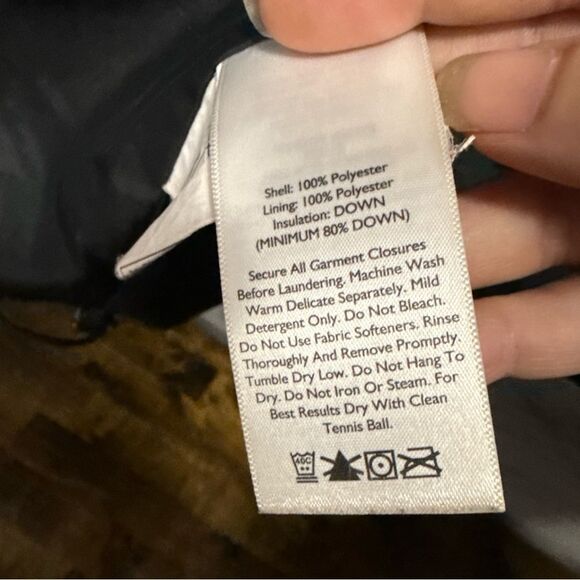 Shell: 100% Polyester
Lining: 100% Polyester
Insulation: DOWN
(MINIMUM 80% DOWN)
Secure All Garment Closures
Before Laundering. Machine Wash
Warm Delicate Separately. Mild
Detergent Only. Do Not Bleach.
Do Not Use Fabric Softeners. Rinse
Thoroughly And Remove Promptly.
Tumble Dry Low. Do Not Hang To
Dry. Do Not Iron Or Steam. For
Best Results Dry With Clean
Tennis Ball.
40C